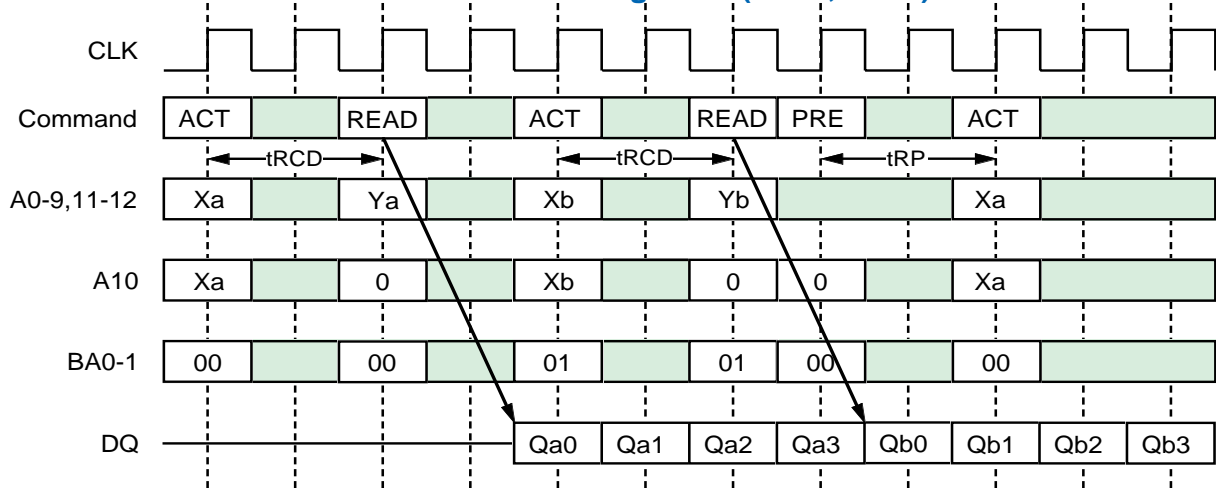 CLK
Command ACT READ ACT READ PRE ACT
tRCD tRCD tRP
A0-9,11-12 Xa Ya Xb Yb Xa
A10 Xa 0 Xb 0 0 Xa
BA0-1 00 00 01 01 00 00
DQ Qa0 Qa1 Qa2 Qa3 Qb0 Qb1 Qb2 Qb3